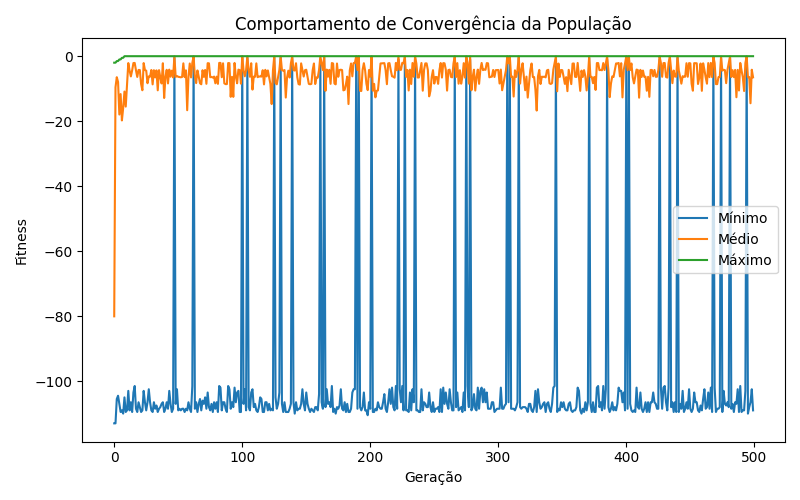 Comportamento de Convergência da População
Fitness
0
−20
−40
−60
−80
−100
Mínimo
Médio
Máximo
0 100 200 300 400 500
Geração